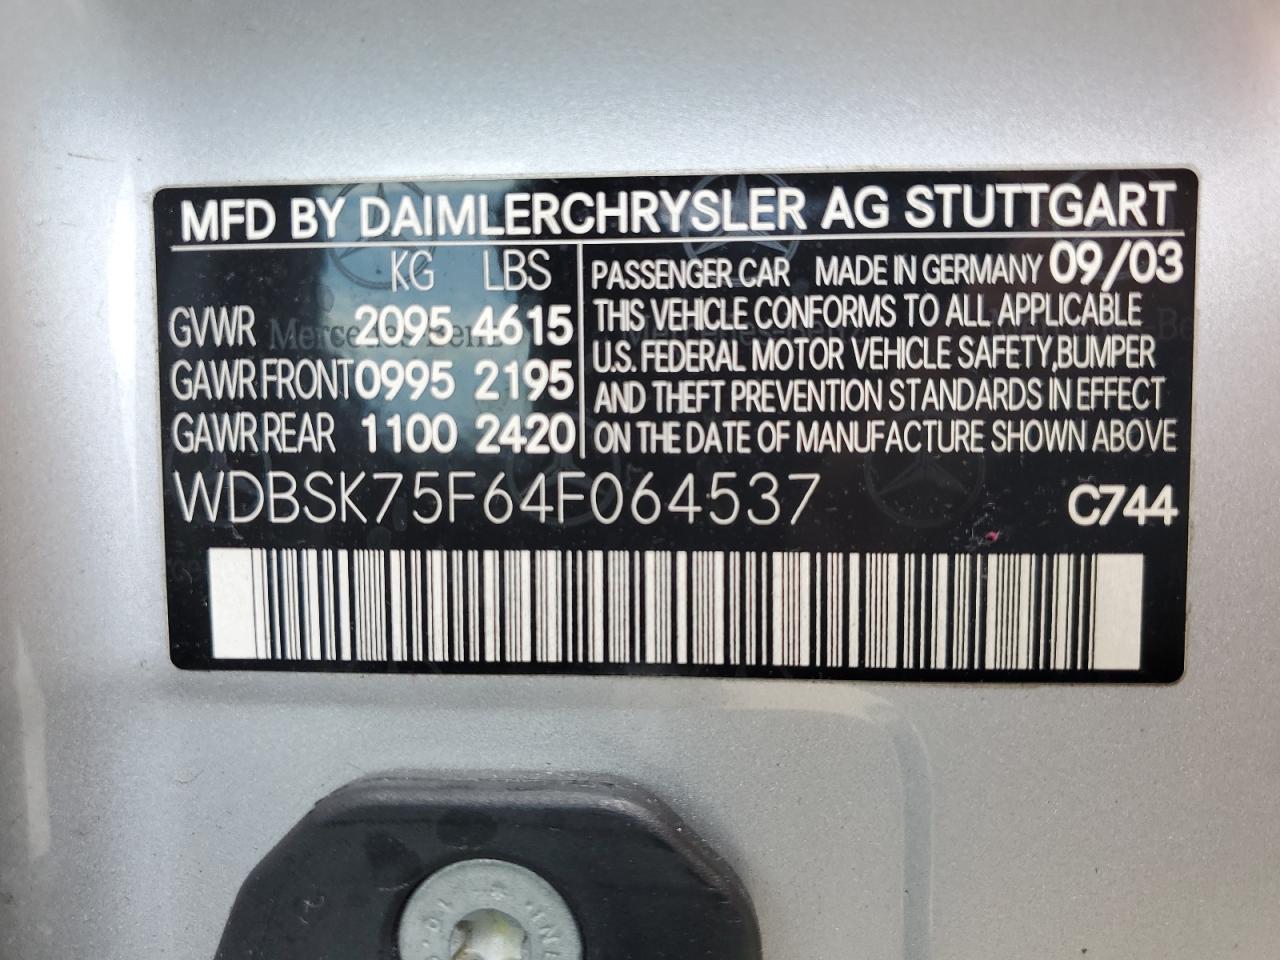 MFD BY DAIMLERCHRYSLER AG STUTTGART
KG LBS
GVWR 2095 4615
GAWR FRONT 0995 2195
GAWR REAR 1100 2420
PASSENGER CAR MADE IN GERMANY 09/03
THIS VEHICLE CONFORMS TO ALL APPLICABLE
U.S. FEDERAL MOTOR VEHICLE SAFETY,BUMPER
AND THEFT PREVENTION STANDARDS IN EFFECT
ON THE DATE OF MANUFACTURE SHOWN ABOVE
WDBSK75F64F064537 C744
Mercedes-Benz